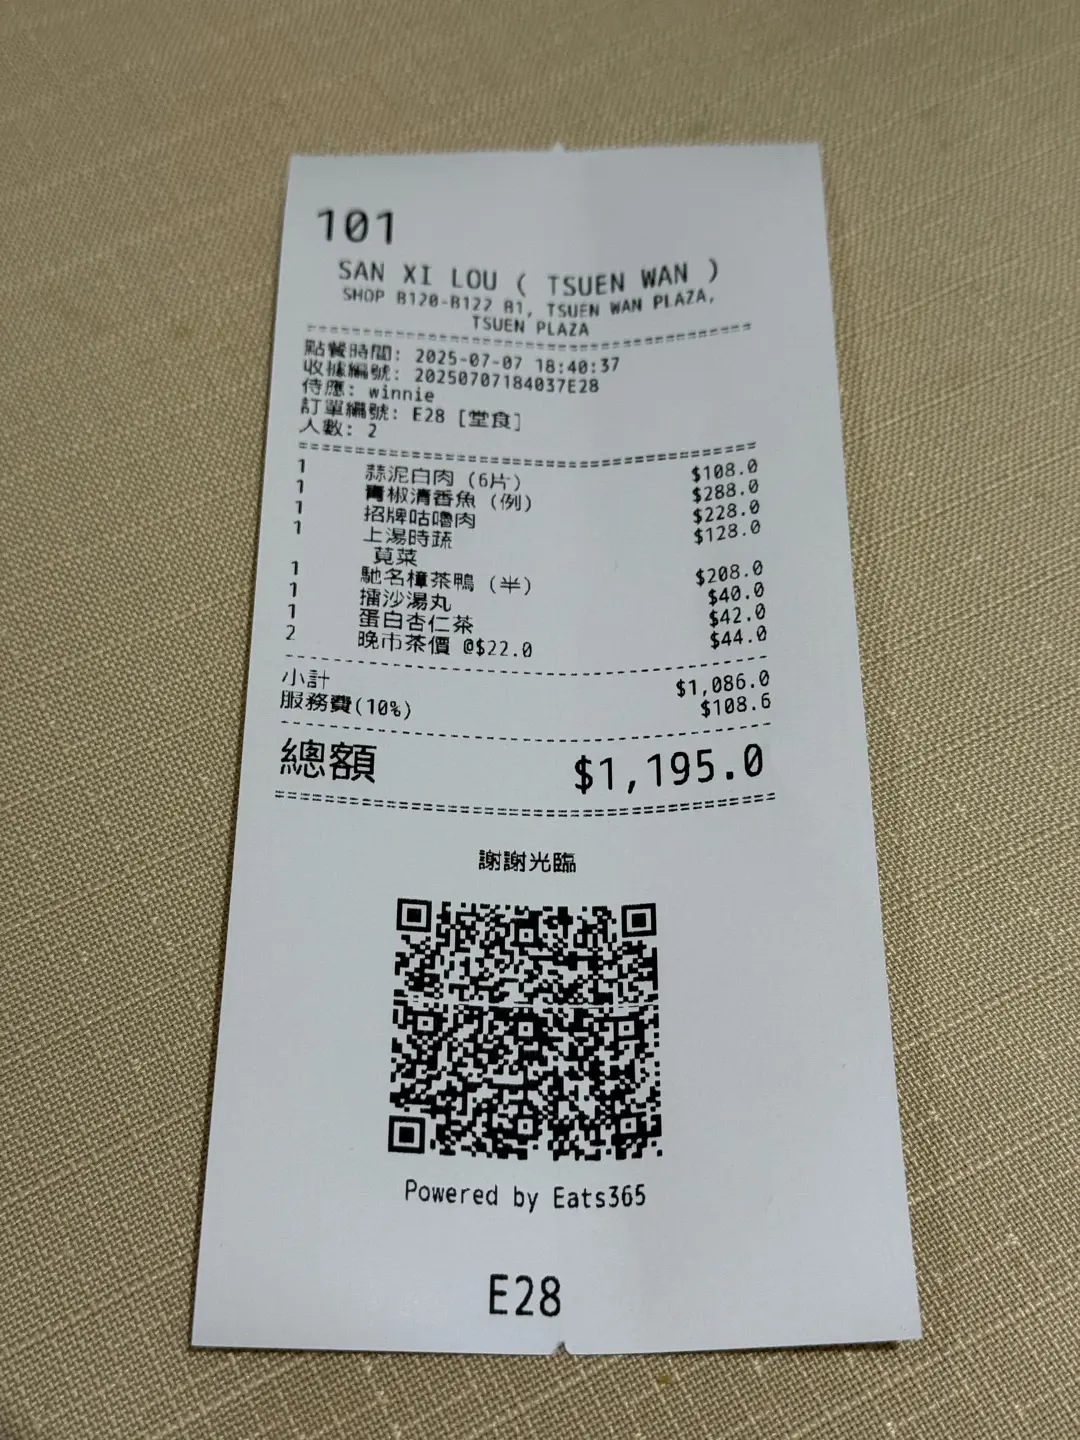 101
SAN XI LOU ( TSUEN WAN )
SHOP B120-B122 B1, TSUEN WAN PLAZA,
TSUEN PLAZA
點餐時間: 2025-07-07 18:40:37
收據編號: 20250707184037E28
侍應: winnie
訂單編號: E28 [堂食]
人數: 2
1 蒜泥白肉 (6片) $108.0
1 青椒清香魚 (例) $288.0
1 招牌咕嚕肉 $228.0
1 上湯時蔬 $128.0
莧菜
1 馳名樟茶鴨 (半) $208.0
1 擂沙湯丸 $40.0
1 蛋白杏仁茶 $42.0
2 晚市茶價 @$22.0 $44.0
小計 $1,086.0
服務費(10%) $108.6
總額 $1,195.0
謝謝光臨
Powered by Eats365
E28